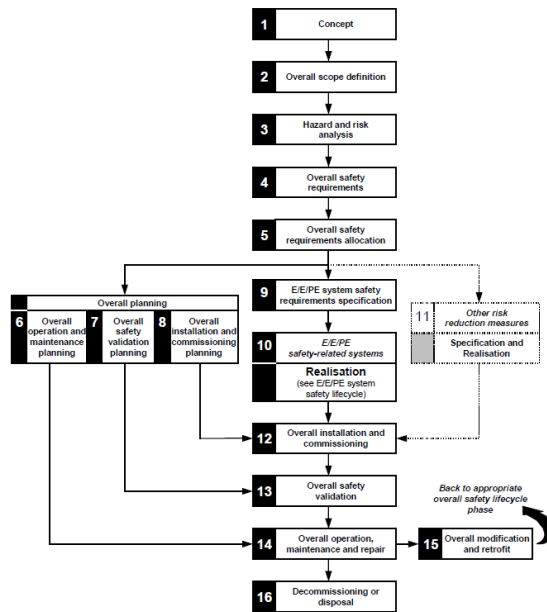 1
Concept
2
Overall scope definition
3
Hazard and risk
analysis
4
Overall safety
requirements
5
Overall safety
requirements allocation
Overall planning
6
Overall
operation and
maintenance
planning
7
Overall
safety
validation
planning
8
Overall
installation and
commissioning
planning
9
E/E/PE system safety
requirements specification
10
E/E/PE
safety-related systems
Realisation
(see E/E/PE system
safety lifecycle)
11
Other risk
reduction measures
Specification and
Realisation
12
Overall installation and
commissioning
13
Overall safety
validation
Back to appropriate
overall safety lifecycle
phase
14
Overall operation,
maintenance and repair
15
Overall modification
and retrofit
16
Decommissioning or
disposal